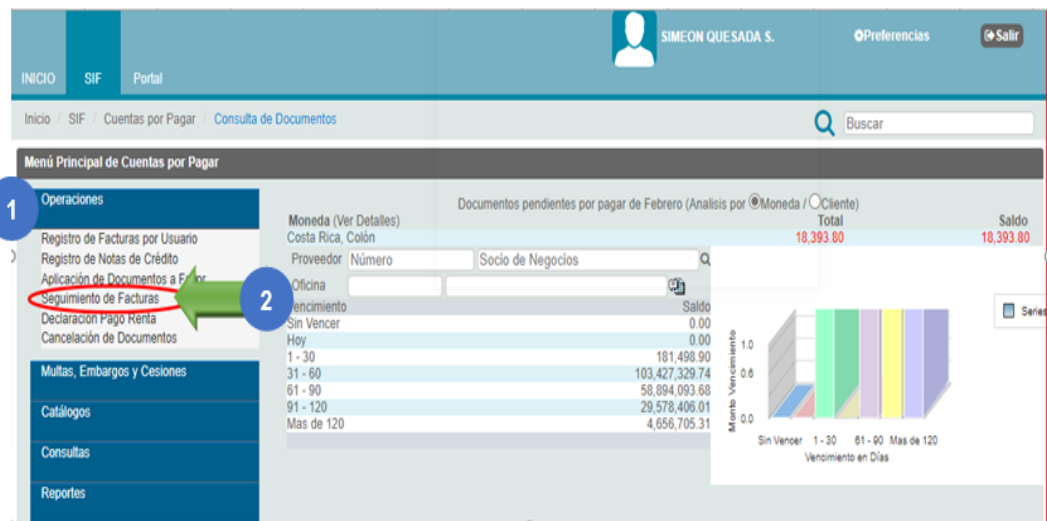 SIMEON QUESADA S.
Preferencias
Salir
INICIO SIF Portal
Inicio / SIF / Cuentas por Pagar / Consulta de Documentos
Buscar
Menú Principal de Cuentas por Pagar
1
Operaciones
Registro de Facturas por Usuario
Registro de Notas de Crédito
Aplicación de Documentos a Favor
Seguimiento de Facturas
2
Declaración Pago Renta
Cancelación de Documentos
Multas, Embargos y Cesiones
Catálogos
Consultas
Reportes
Documentos pendientes por pagar de Febrero (Analisis por Moneda / Cliente)
Moneda (Ver Detalles) Total Saldo
Costa Rica, Colón 18,393.80 18,393.80
Proveedor Número Socio de Negocios
Oficina
Vencimiento Saldo
Sin Vencer 0.00
Hoy 0.00
1 - 30 181,498.90
31 - 60 103,427,329.74
61 - 90 58,894,093.68
91 - 120 29,578,406.01
Mas de 120 4,656,705.31
Series
Monto Vencimiento
1.0
0.6
0.0
Sin Vencer 1 - 30 61 - 90 Mas de 120
Vencimiento en Días